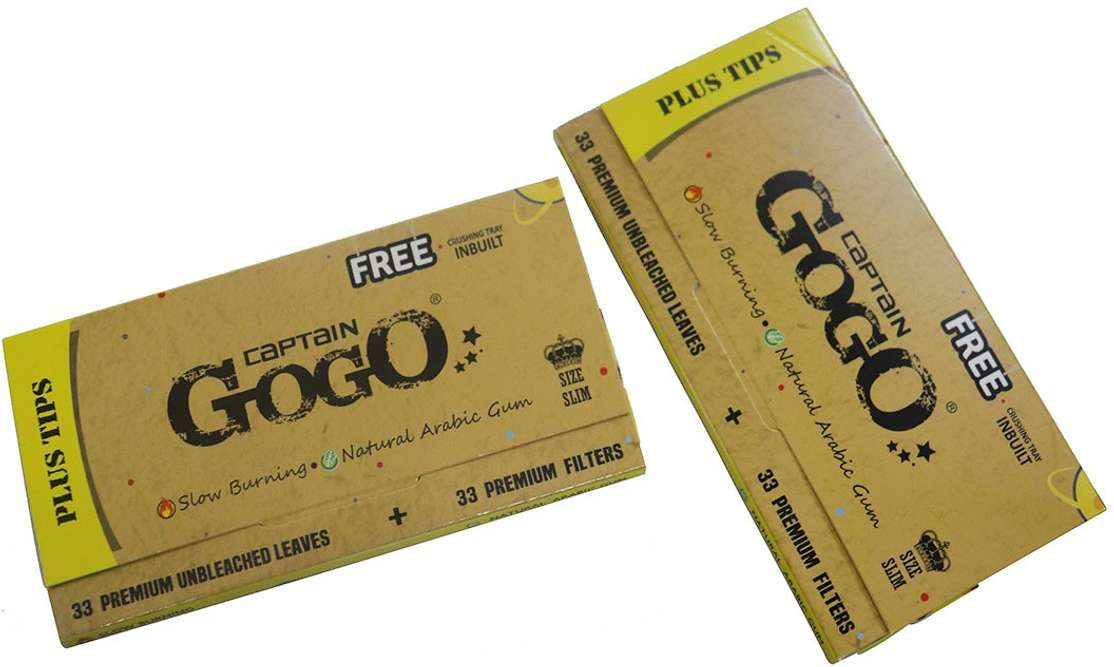 PLUS TIPS
FREE
CRUSHING TRAY
INBUILT
CAPTAIN
GOGO®
KING
SIZE
SLIM
Slow Burning • Natural Arabic Gum
33 PREMIUM UNBLEACHED LEAVES + 33 PREMIUM FILTERS
PLUS TIPS
FREE
CRUSHING TRAY
INBUILT
CAPTAIN
GOGO®
SIZE
SLIM
Slow Burning • Natural Arabic Gum
33 PREMIUM UNBLEACHED LEAVES + 33 PREMIUM FILTERS